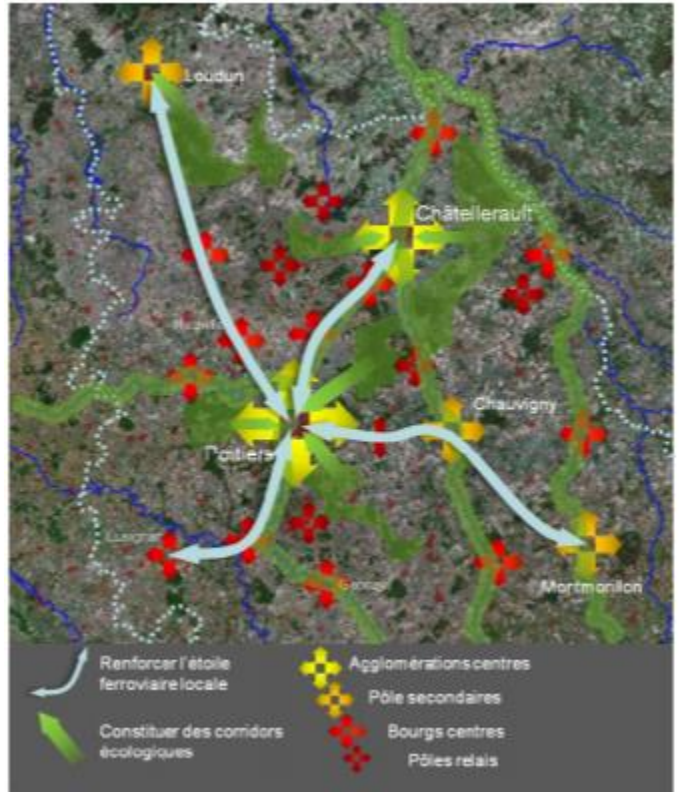 Loudun
Châtellerault
Chauvigny
Poitiers
Mortmorillon
Renforcer l'étoile
ferroviaire locale
Constituer des corridors
écologiques
Agglomérations centres
Pôle secondaires
Bourgs centres
Pôles relais